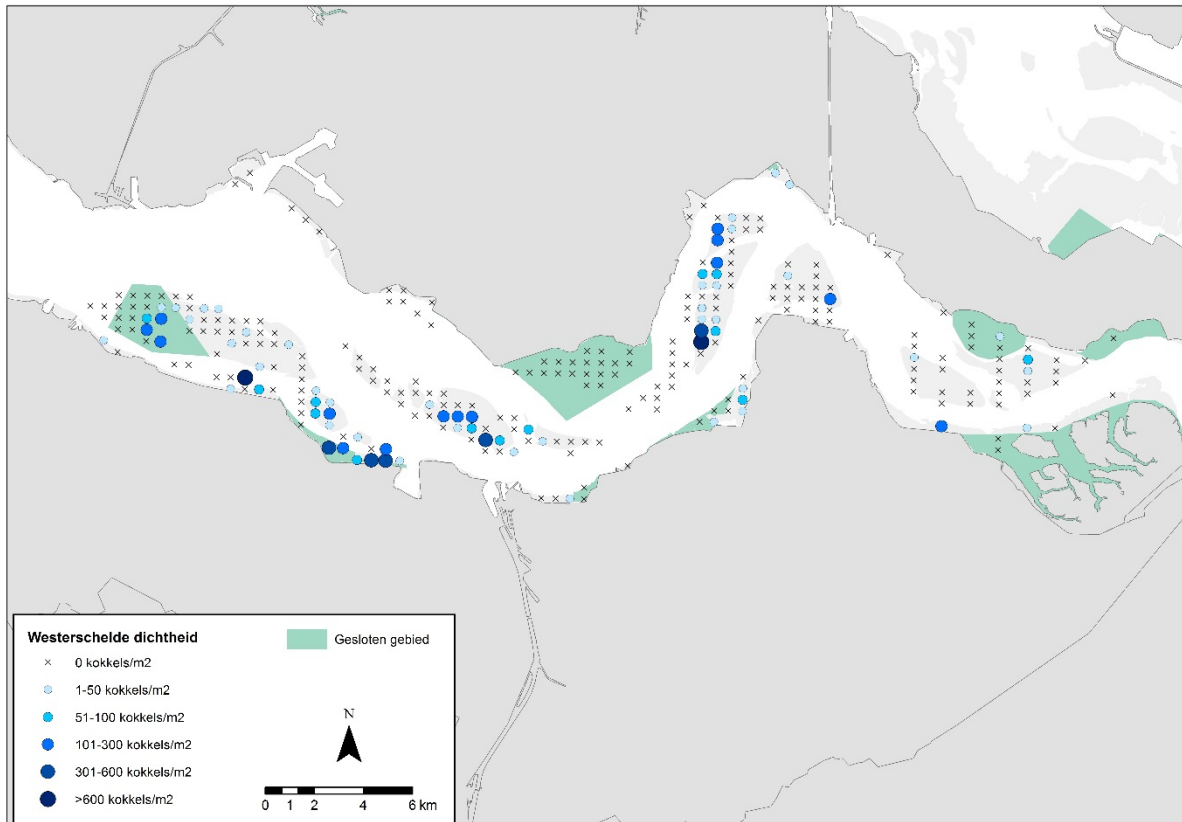 Westerschelde dichtheid
0 kokkels/m2
1-50 kokkels/m2
51-100 kokkels/m2
101-300 kokkels/m2
301-600 kokkels/m2
>600 kokkels/m2
Gesloten gebied
N
0 1 2 4 6 km